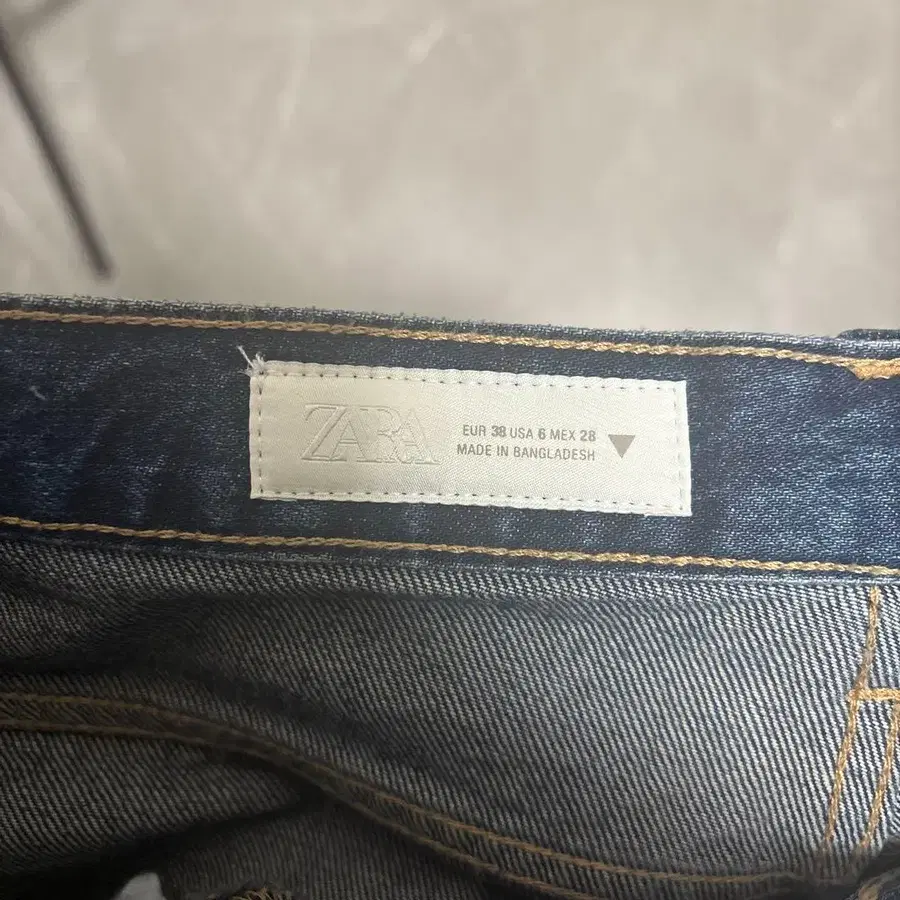 ZARA
EUR 38 USA 6 MEX 28
MADE IN BANGLADESH